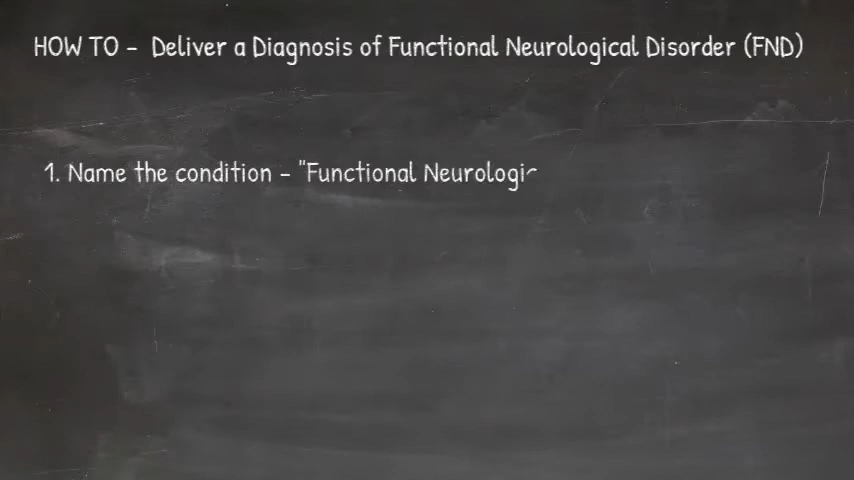 HOW TO - Deliver a Diagnosis of Functional Neurological Disorder (FND)
1. Name the condition - "Functional Neurologi